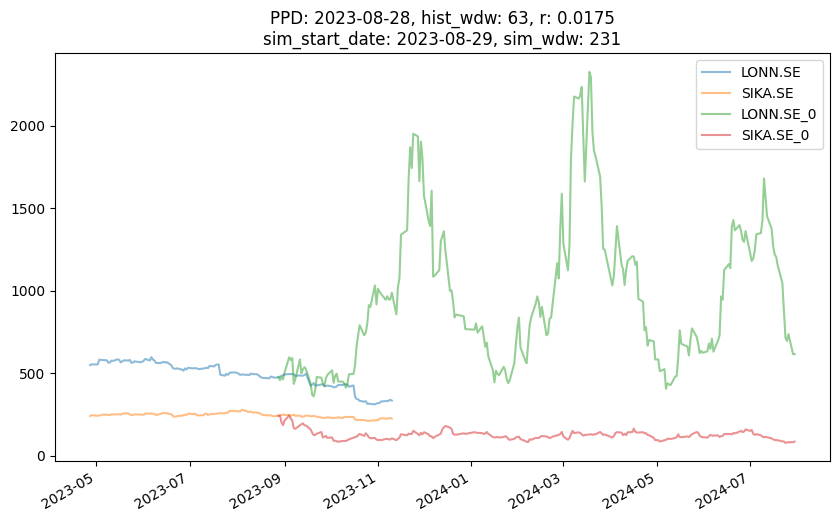 PPD: 2023-08-28, hist_wdw: 63, r: 0.0175
sim_start_date: 2023-08-29, sim_wdw: 231
LONN.SE
SIKA.SE
LONN.SE_0
SIKA.SE_0
2000
1500
1000
500
0
2023-05
2023-07
2023-09
2023-11
2024-01
2024-03
2024-05
2024-07